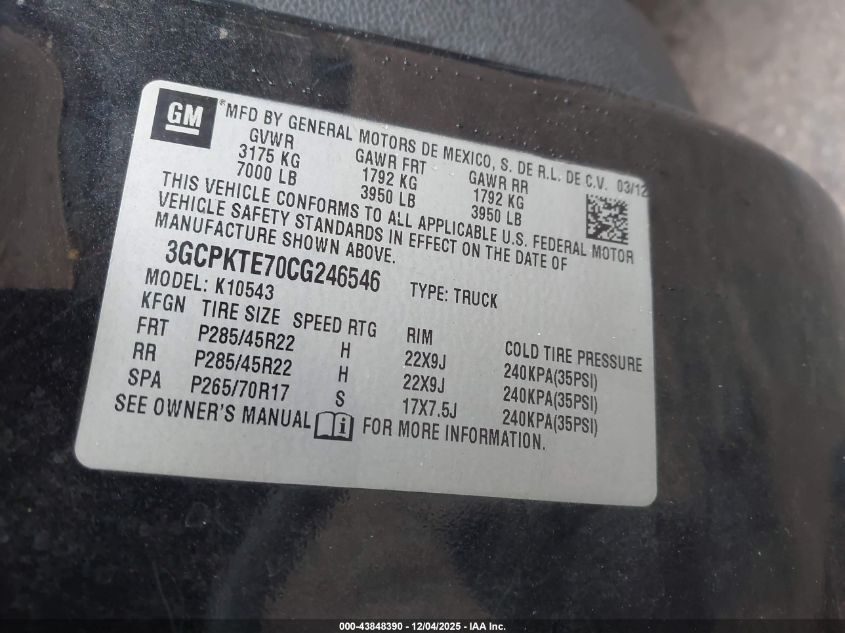 GM
®MFD BY GENERAL MOTORS DE MEXICO, S. DE R.L. DE C.V. 03/12
GVWR GAWR FRT GAWR RR
3175 KG 1792 KG 1792 KG
7000 LB 3950 LB 3950 LB
THIS VEHICLE CONFORMS TO ALL APPLICABLE U.S. FEDERAL MOTOR
VEHICLE SAFETY STANDARDS IN EFFECT ON THE DATE OF
MANUFACTURE SHOWN ABOVE.
3GCPKTE70CG246546 TYPE: TRUCK
MODEL: K10543
KFGN TIRE SIZE SPEED RTG RIM COLD TIRE PRESSURE
FRT P285/45R22 H 22X9J 240KPA(35PSI)
RR P285/45R22 H 22X9J 240KPA(35PSI)
SPA P265/70R17 S 17X7.5J 240KPA(35PSI)
SEE OWNER'S MANUAL i FOR MORE INFORMATION.
000-43848390 - 12/04/2025 - IAA Inc.